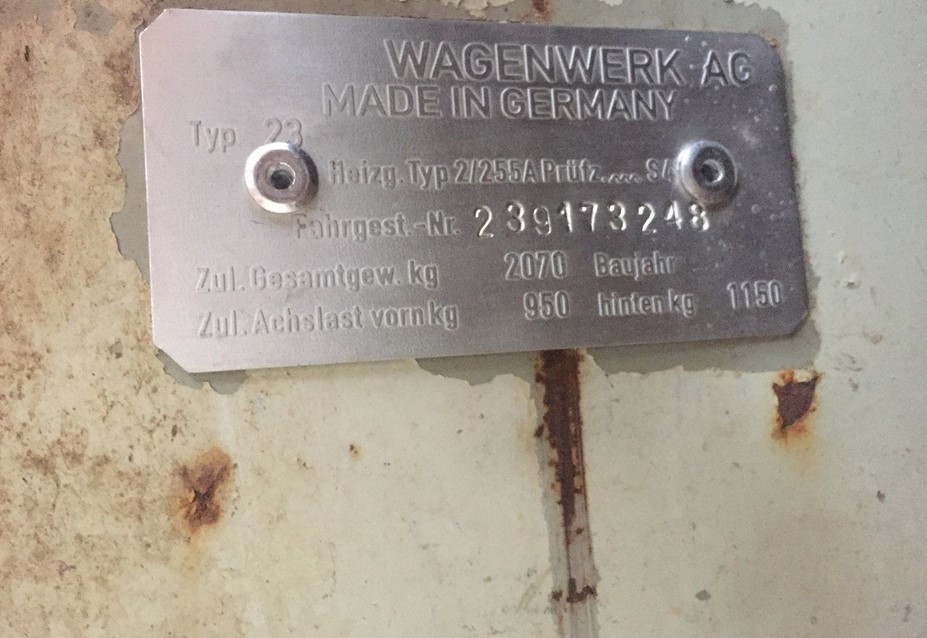 WAGENWERK AG
MADE IN GERMANY
Typ 23
Heizg. Typ 2/255A Prüfz..... SA
Fahrgest.-Nr. 239173248
Zul. Gesamtgew. kg 2070 Baujahr
Zul. Achslast vorn kg 950 hinten kg 1150